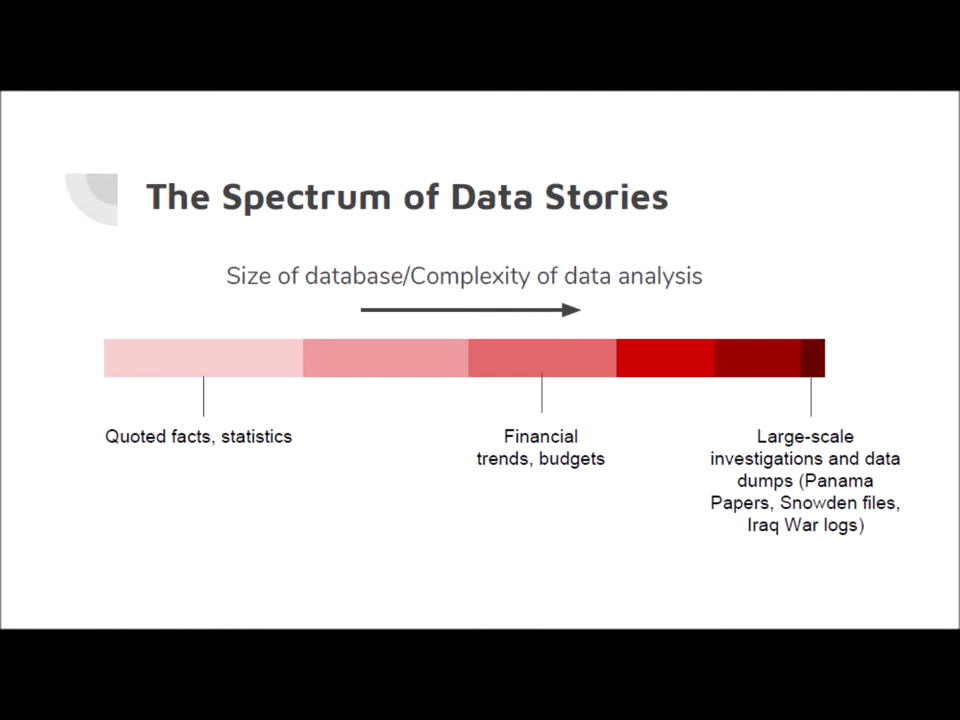 The Spectrum of Data Stories
Size of database/Complexity of data analysis
Quoted facts, statistics
Financial
trends, budgets
Large-scale
investigations and data
dumps (Panama
Papers, Snowden files,
Iraq War logs)